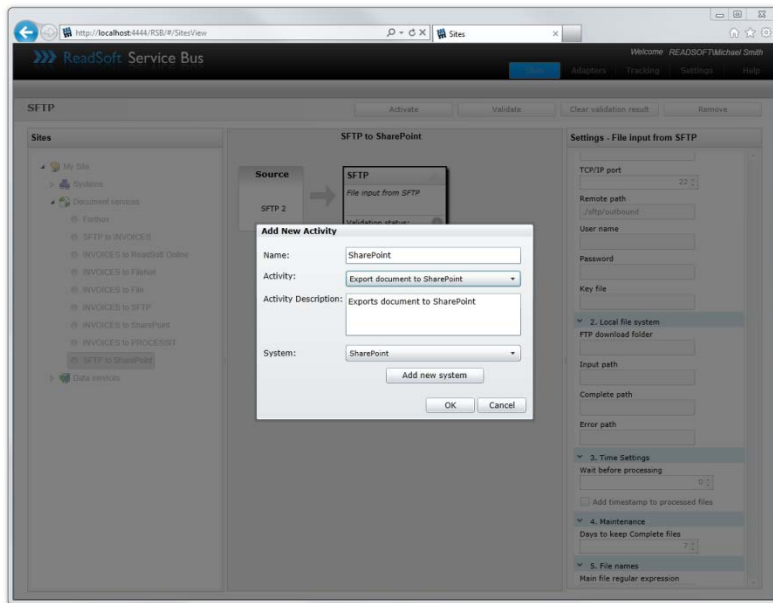 http://localhost:4444/RSB/#/SitesView
Sites
ReadSoft Service Bus
Welcome READSOFT\Michael Smith
Sites Adapters Tracking Settings Help
SFTP
Activate Validate Clear validation result Remove
Sites
My Site
Systems
Document services
Fortnox
SFTP to INVOICES
INVOICES to ReadSoft Online
INVOICES to FileNet
INVOICES to File
INVOICES to SFTP
INVOICES to SharePoint
INVOICES to PROCESSIT
SFTP to SharePoint
Data services
SFTP to SharePoint
Source
SFTP 2
SFTP
File input from SFTP
Validation status:
Add New Activity
Name: SharePoint
Activity: Export document to SharePoint
Activity Description: Exports document to SharePoint
System: SharePoint
Add new system
OK Cancel
Settings - File input from SFTP
TCP/IP port
22
Remote path
./sftp/outbound
User name
Password
Key file
2. Local file system
FTP download folder
Input path
Complete path
Error path
3. Time Settings
Wait before processing
0
Add timestamp to processed files
4. Maintenance
Days to keep Complete files
7
5. File names
Main file regular expression